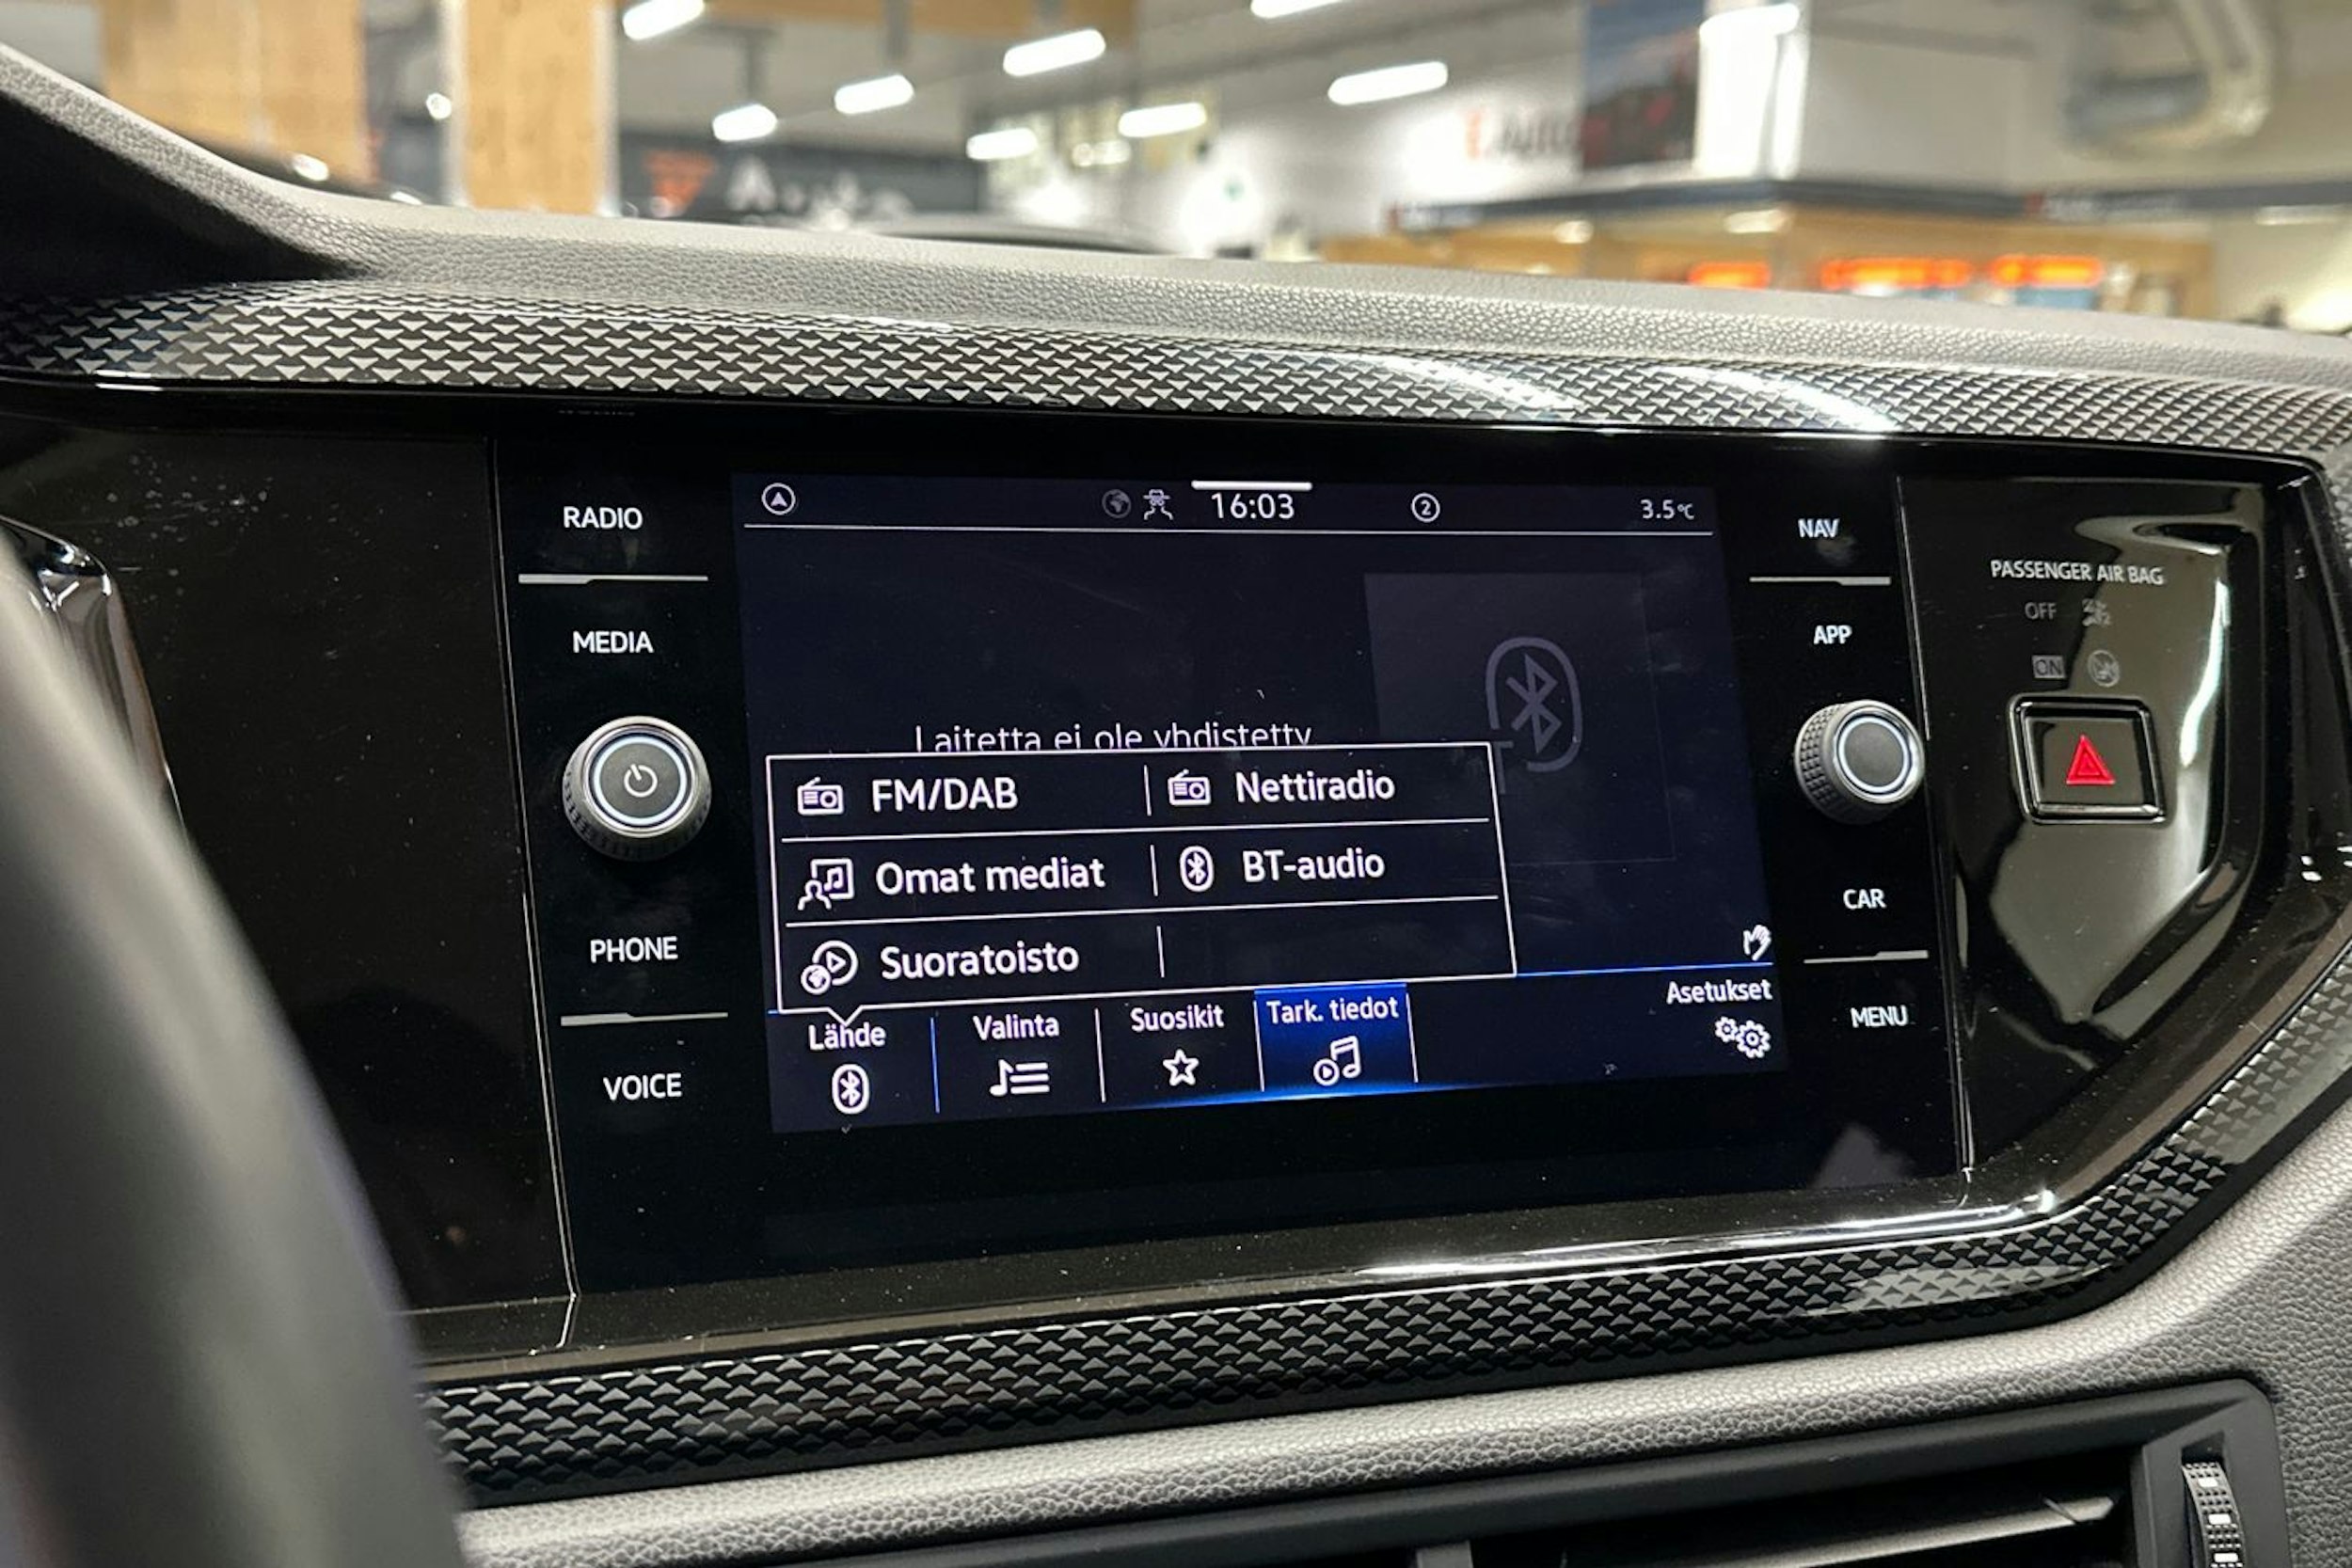 RADIO
MEDIA
PHONE
VOICE
16:03
2
3.5°C
Laitetta ei ole yhdistetty
FM/DAB
Nettiradio
Omat mediat
BT-audio
Suoratoisto
Lähde
Valinta
Suosikit
Tark. tiedot
Asetukset
NAV
APP
CAR
MENU
PASSENGER AIR BAG
OFF
ON